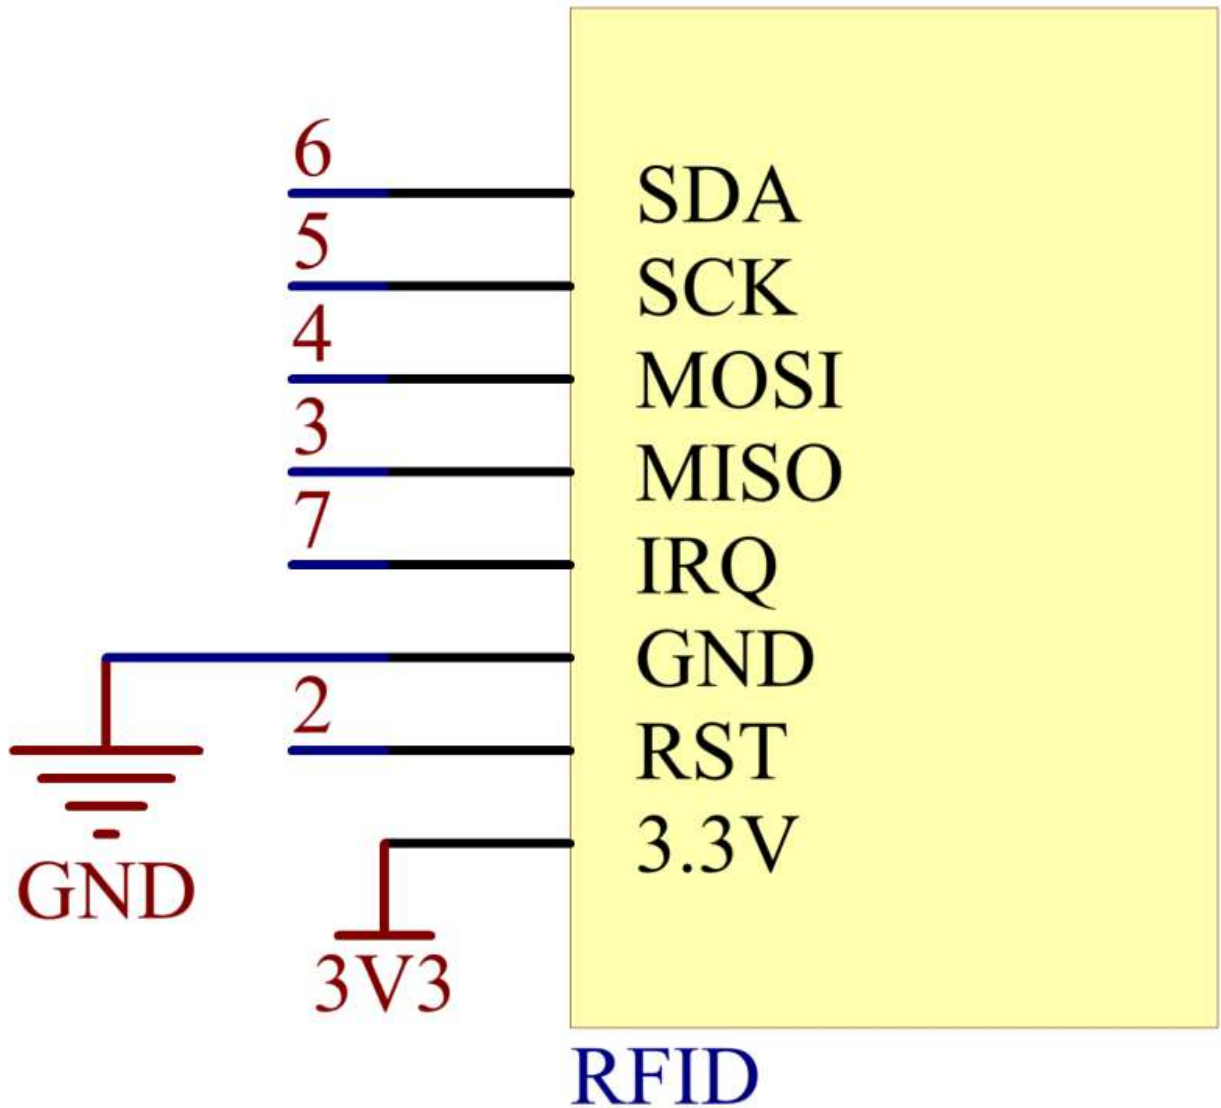 6 SDA
5 SCK
4 MOSI
3 MISO
7 IRQ
GND
2 RST
3.3V
GND
3V3
RFID